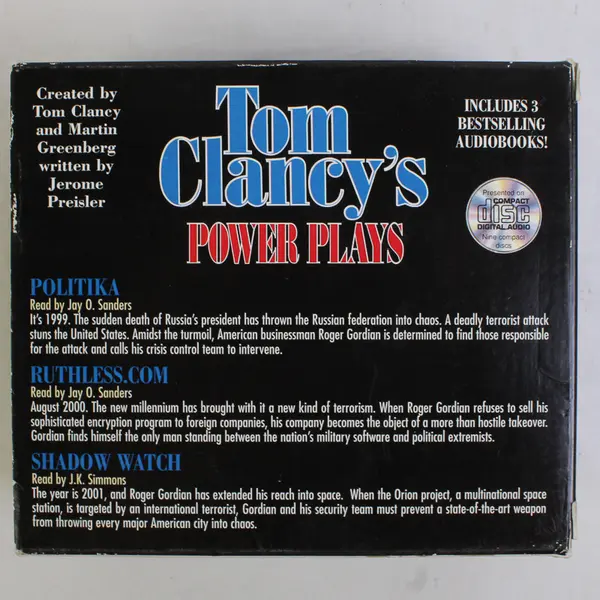 Created by
Tom Clancy
and Martin
Greenberg
written by
Jerome
Preisler
Tom
Clancy's
POWER PLAYS
INCLUDES 3
BESTSELLING
AUDIOBOOKS!
Presented on
COMPACT
disc
DIGITAL AUDIO
Nine compact
discs
POLITIKA
Read by Jay O. Sanders
It's 1999. The sudden death of Russia's president has thrown the Russian federation into chaos. A deadly terrorist attack
stuns the United States. Amidst the turmoil, American businessman Roger Gordian is determined to find those responsible
for the attack and calls his crisis control team to intervene.
RUTHLESS.COM
Read by Jay O. Sanders
August 2000. The new millennium has brought with it a new kind of terrorism. When Roger Gordian refuses to sell his
sophisticated encryption program to foreign companies, his company becomes the object of a more than hostile takeover.
Gordian finds himself the only man standing between the nation's military software and political extremists.
SHADOW WATCH
Read by J.K. Simmons
The year is 2001, and Roger Gordian has extended his reach into space. When the Orion project, a multinational space
station, is targeted by an international terrorist, Gordian and his security team must prevent a state-of-the-art weapon
from throwing every major American city into chaos.